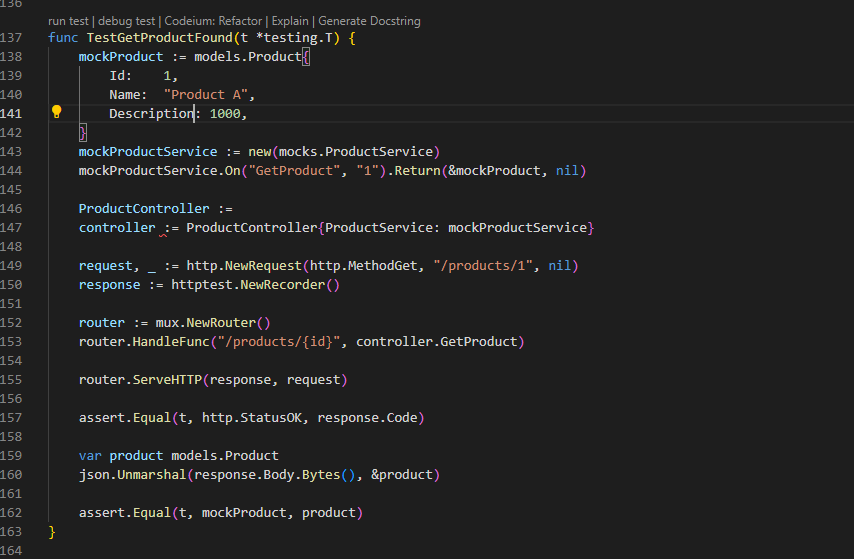 136
run test | debug test | Codeium: Refactor | Explain | Generate Docstring
137 func TestGetProductFound(t *testing.T) {
138     mockProduct := models.Product{
139         Id:    1,
140         Name:  "Product A",
141         Description: 1000,
142     }
143     mockProductService := new(mocks.ProductService)
144     mockProductService.On("GetProduct", "1").Return(&mockProduct, nil)
145
146     ProductController :=
147     controller := ProductController{ProductService: mockProductService}
148
149     request, _ := http.NewRequest(http.MethodGet, "/products/1", nil)
150     response := httptest.NewRecorder()
151
152     router := mux.NewRouter()
153     router.HandleFunc("/products/{id}", controller.GetProduct)
154
155     router.ServeHTTP(response, request)
156
157     assert.Equal(t, http.StatusOK, response.Code)
158
159     var product models.Product
160     json.Unmarshal(response.Body.Bytes(), &product)
161
162     assert.Equal(t, mockProduct, product)
163 }
164